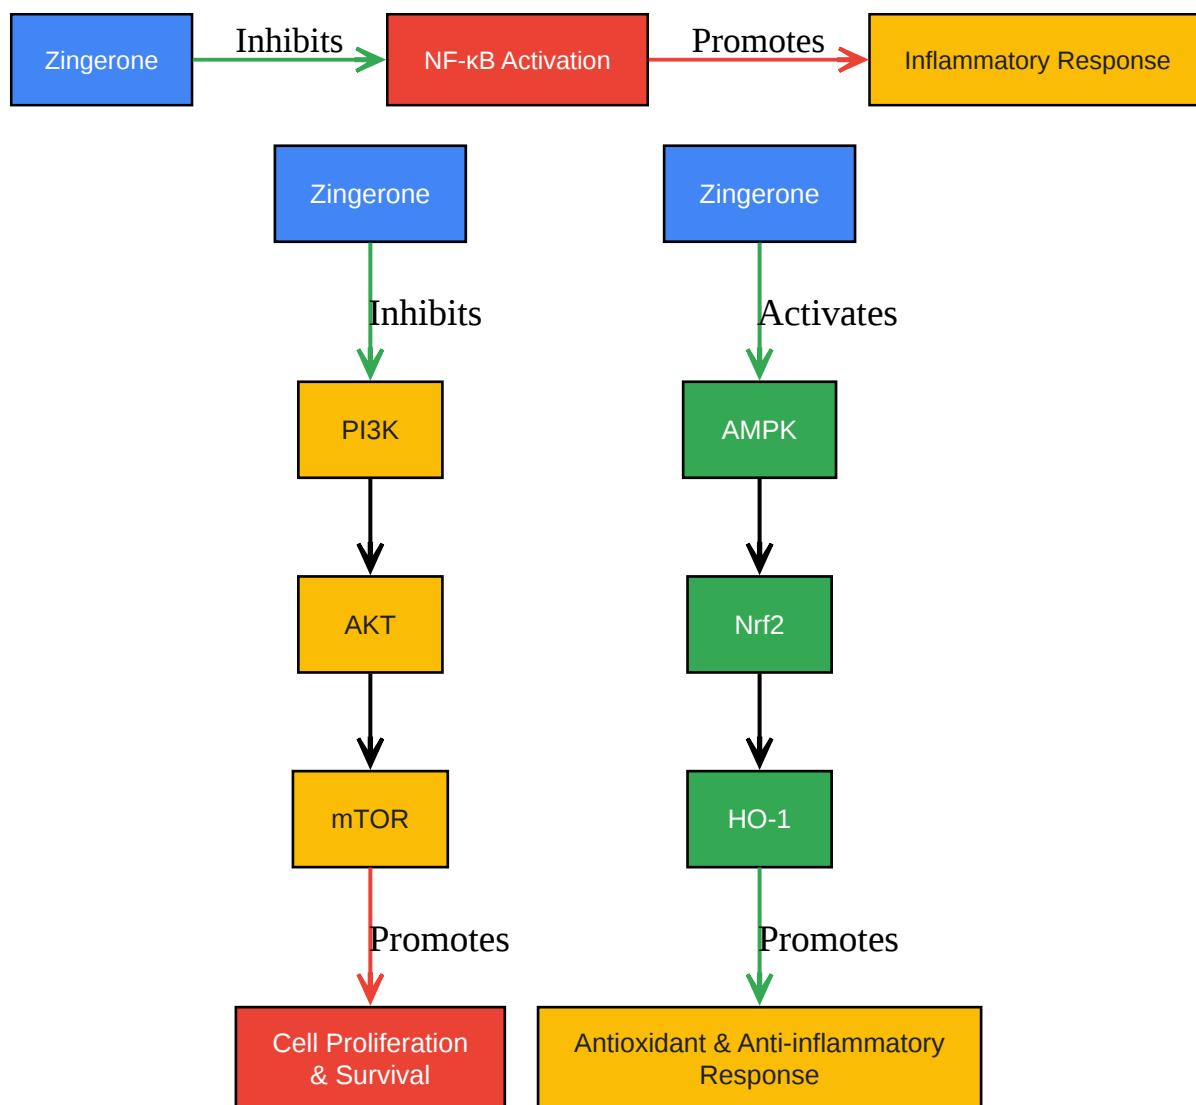 Zingerone
Inhibits
NF-κB Activation
Promotes
Inflammatory Response
Zingerone
Inhibits
PI3K
AKT
mTOR
Promotes
Cell Proliferation
& Survival
Zingerone
Activates
AMPK
Nrf2
HO-1
Promotes
Antioxidant & Anti-inflammatory
Response